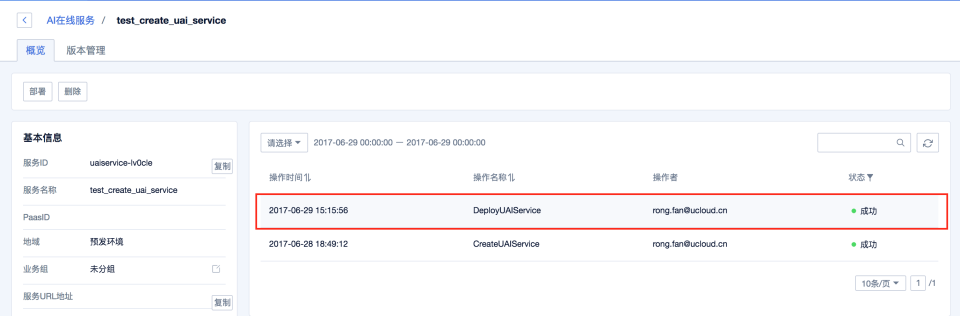 AI在线服务 / test_create_uai_service
概览 版本管理
部署 删除
基本信息
服务ID uaiservice-lv0cle 复制
服务名称 test_create_uai_service
PaasID
地域 预发环境
业务组 未分组
服务URL地址 复制
请选择 2017-06-29 00:00:00 — 2017-06-29 00:00:00
操作时间 操作名称 操作者 状态
2017-06-29 15:15:56 DeployUAIService rong.fan@ucloud.cn 成功
2017-06-28 18:49:12 CreateUAIService rong.fan@ucloud.cn 成功
10条/页 1 /1